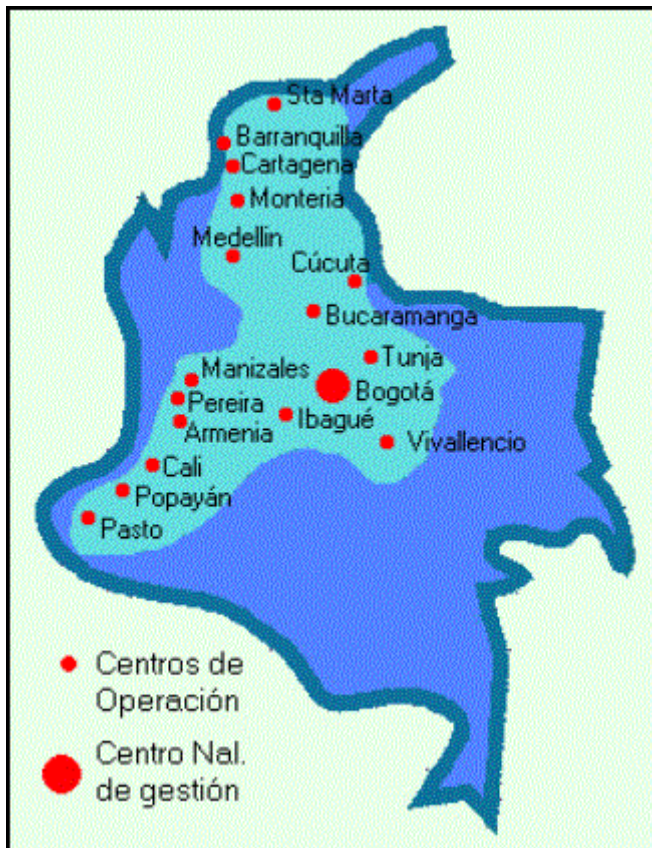 Sta Marta
Barranquilla
Cartagena
Monteria
Medellin
Cúcuta
Bucaramanga
Tunja
Manizales
Bogotá
Pereira
Ibagué
Armenia
Vivallencio
Cali
Popayán
Pasto
Centros de
Operación
Centro Nal.
de gestión